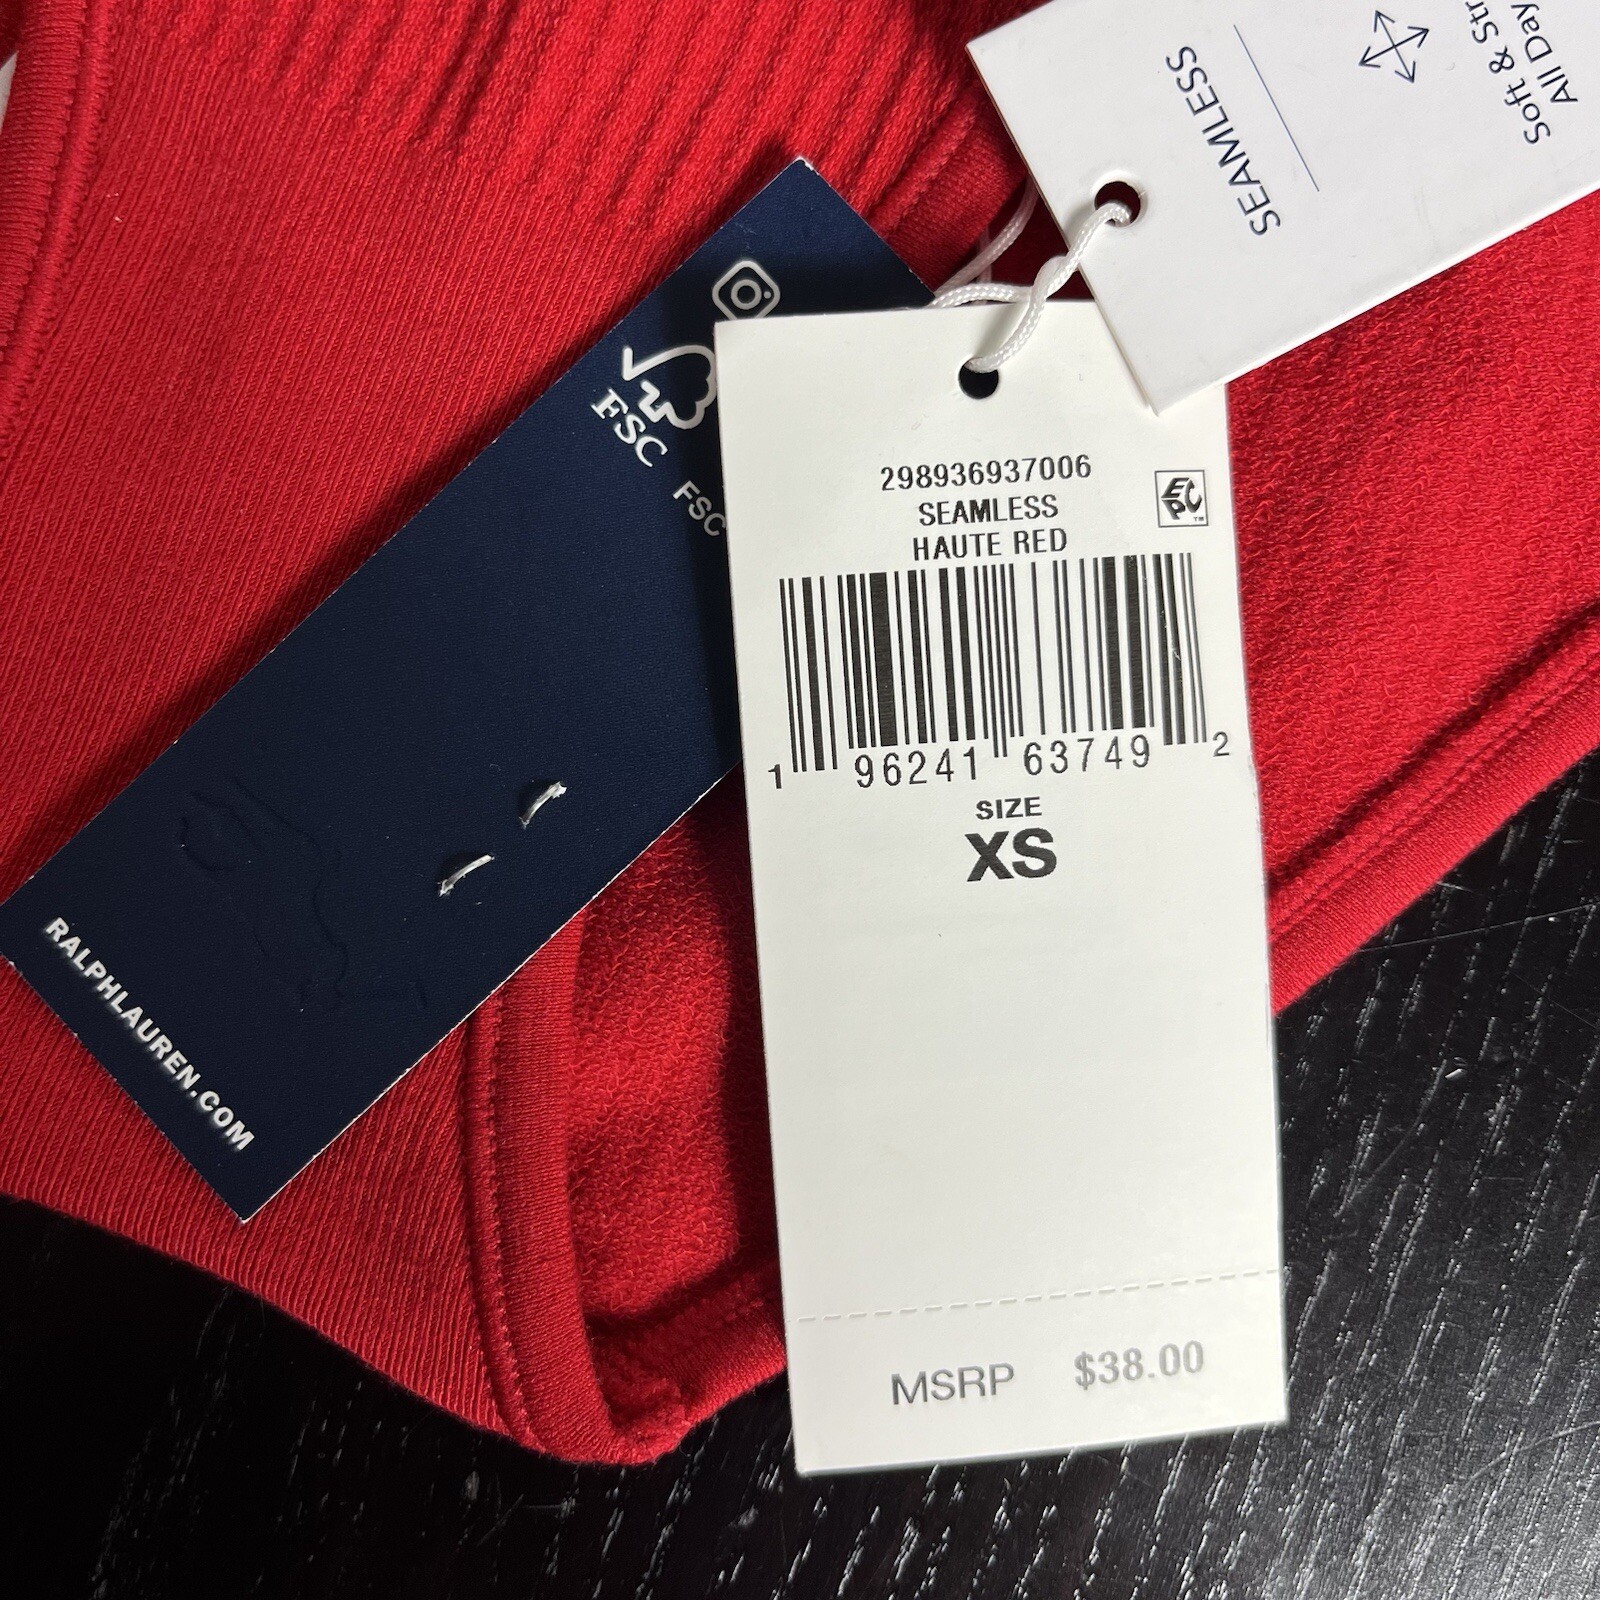 SEAMLESS
Soft &
All Day
FSC
FSC
RALPHLAUREN.COM
298936937006
SEAMLESS
EPC
TM
HAUTE RED
1 96241 63749 2
SIZE
XS
MSRP $38.00